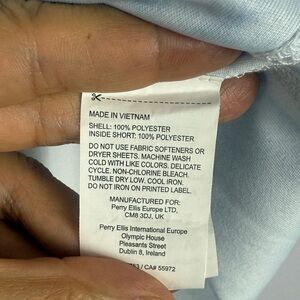 MADE IN VIETNAM
SHELL: 100% POLYESTER
INSIDE SHORT: 100% POLYESTER
DO NOT USE FABRIC SOFTENERS OR
DRYER SHEETS. MACHINE WASH
COLD WITH LIKE COLORS. DELICATE
CYCLE. NON-CHLORINE BLEACH.
TUMBLE DRY LOW. COOL IRON.
DO NOT IRON ON PRINTED LABEL.
MANUFACTURED FOR:
Perry Ellis Europe LTD,
CM8 3DJ, UK
Perry Ellis International Europe
Olympic House
Pleasants Street
Dublin 8, Ireland
/ CA# 55972